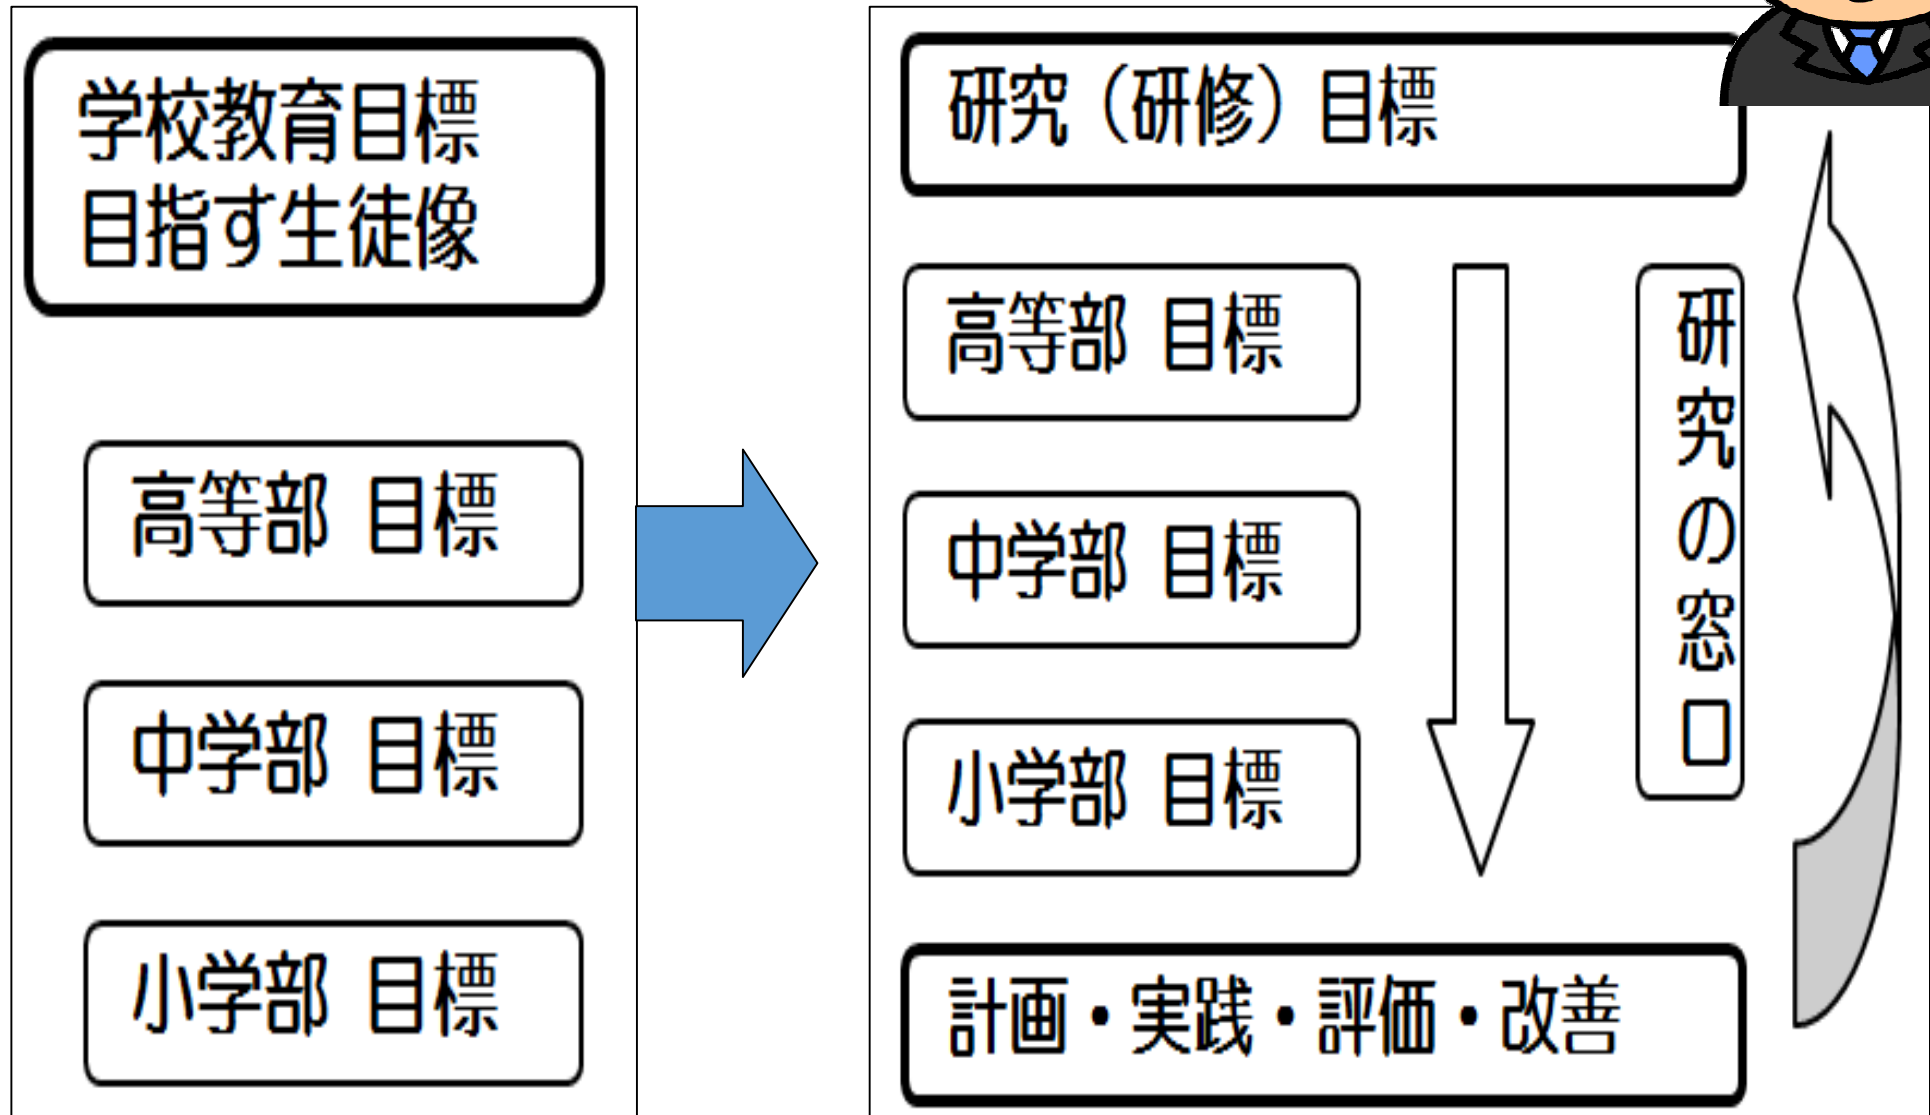 学校教育目標
目指す生徒像
高等部 目標
中学部 目標
小学部 目標
研究（研修）目標
高等部 目標
中学部 目標
小学部 目標
研究の窓口
計画・実践・評価・改善